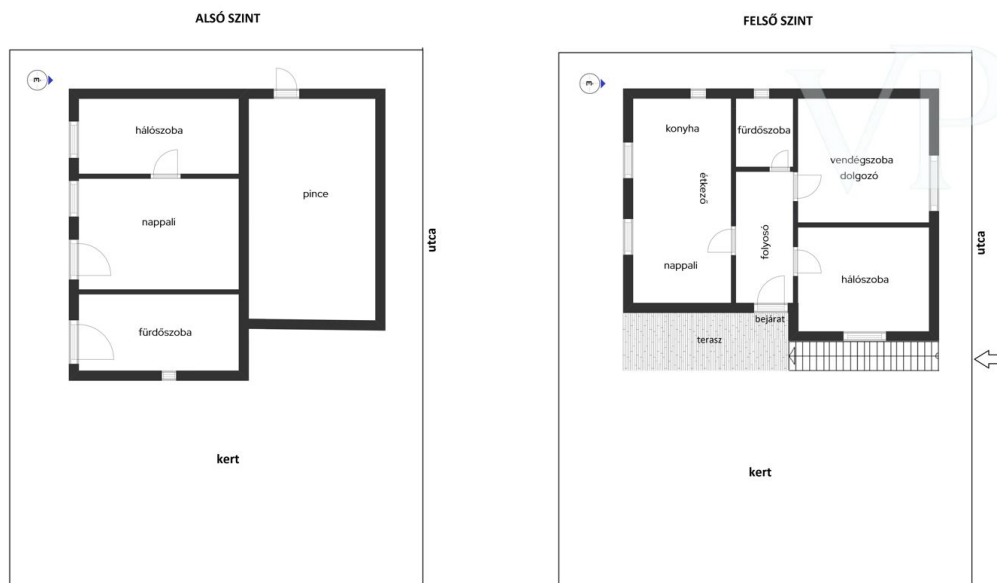 ALSÓ SZINT
É
hálószoba
nappali
fürdőszoba
pince
utca
kert
FELSŐ SZINT
VP
É
konyha
étkező
nappali
fürdőszoba
folyosó
vendégszoba
dolgozó
hálószoba
bejárat
terasz
utca
kert